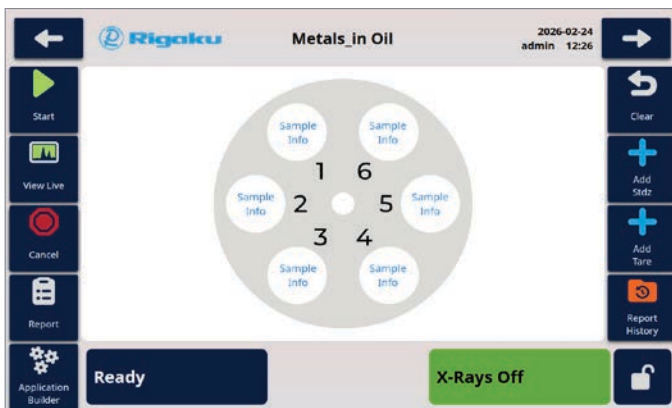 Rigaku
Metals_in Oil
2026-02-24
admin 12:26
Start
View Live
Cancel
Report
Application
Builder
Sample
Info
Sample
Info
1 6
Sample
Info
2 5
Sample
Info
3 4
Sample
Info
Sample
Info
Clear
Add
Stdz
Add
Tare
Report
History
Ready
X-Rays Off